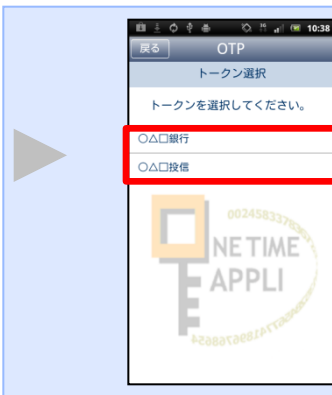 10:38
戻る OTP
トークン選択
トークンを選択してください。
○△□銀行
○△□投信
00245833
NE TIME
APPLI